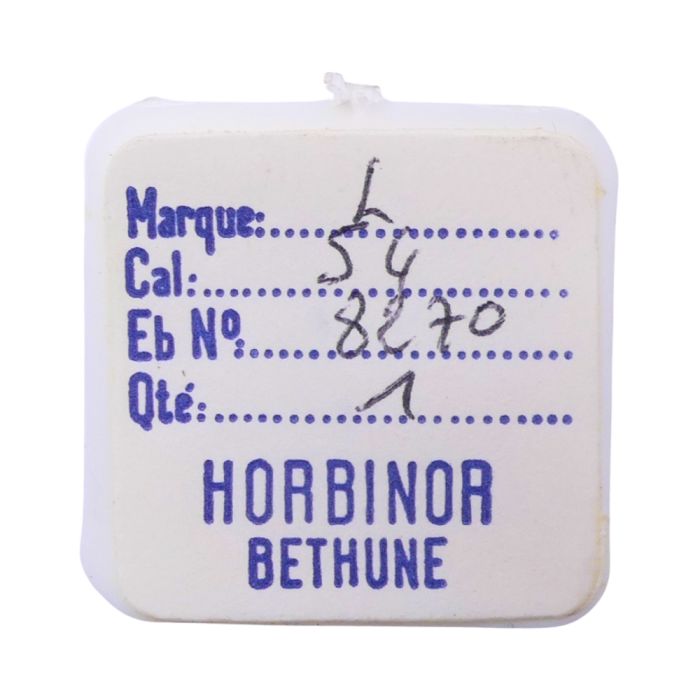 Marque: L
Cal: 54
Eb Nº: 8270
Qté: 1
HORBINOR
BETHUNE